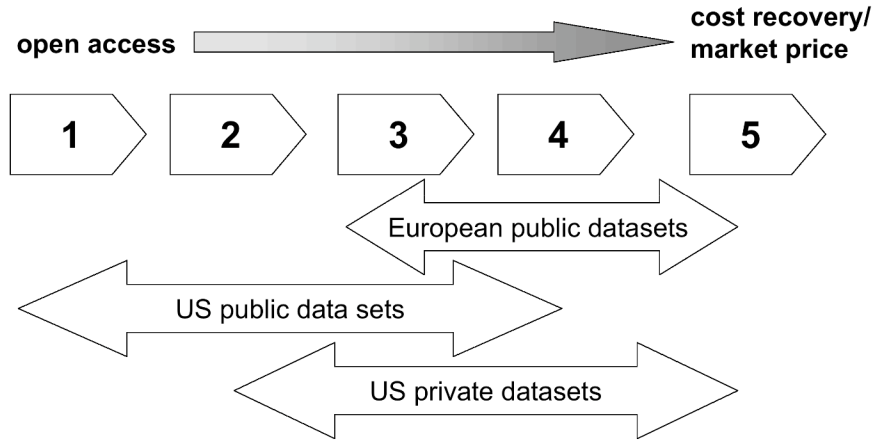 open access
cost recovery/
market price
1 2 3 4 5
European public datasets
US public data sets
US private datasets